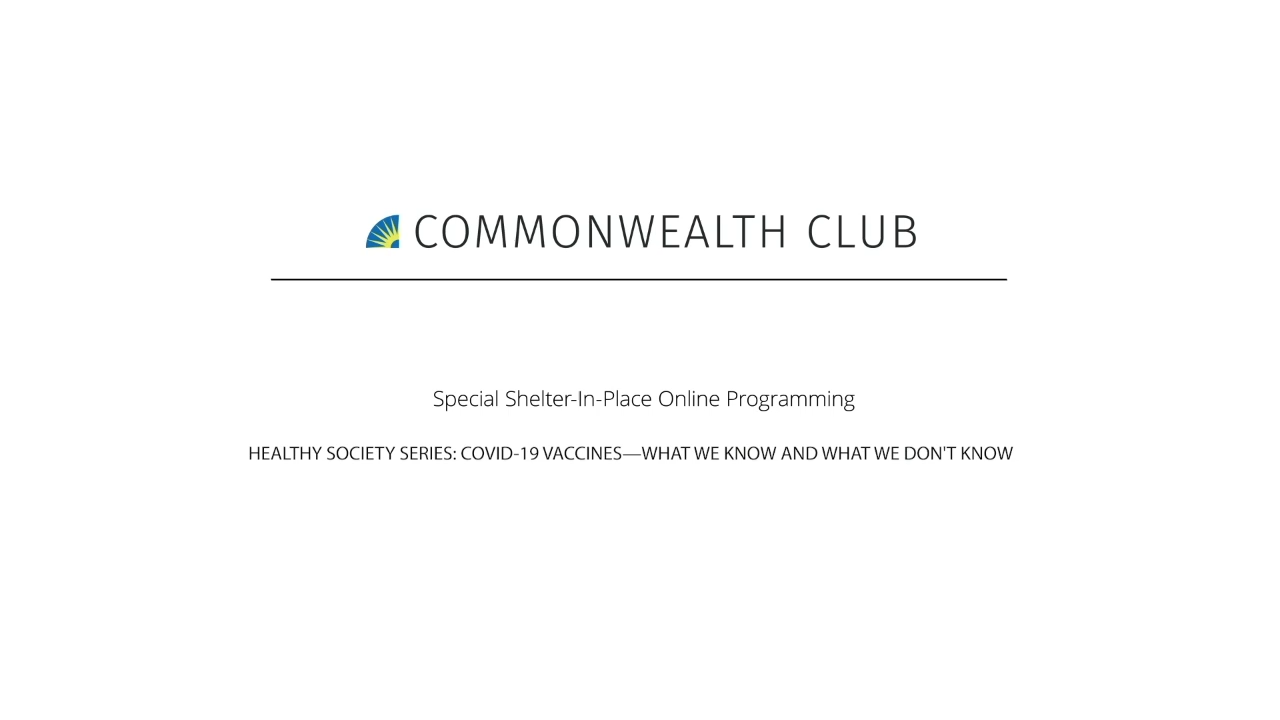 COMMONWEALTH CLUB
Special Shelter-In-Place Online Programming
HEALTHY SOCIETY SERIES: COVID-19 VACCINES—WHAT WE KNOW AND WHAT WE DON'T KNOW